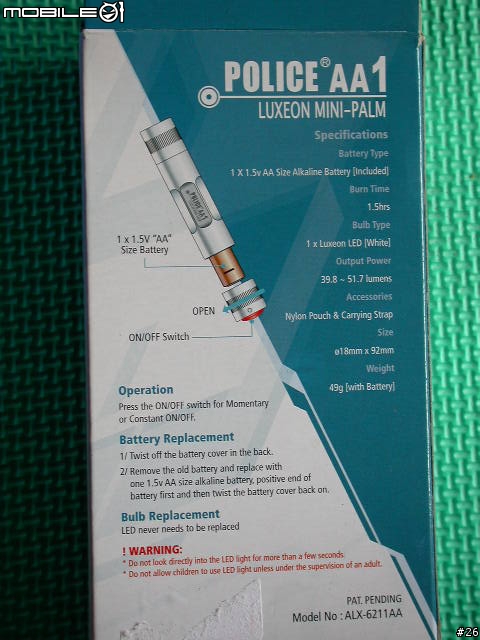 MOBILE01
POLICE® AA1
LUXEON MINI-PALM
Specifications
Battery Type
1 X 1.5v AA Size Alkaline Battery [Included]
Burn Time
1.5hrs
Bulb Type
1 x Luxeon LED [White]
Output Power
39.8 ~ 51.7 lumens
Accessories
Nylon Pouch & Carrying Strap
Size
ø18mm x 92mm
Weight
49g [with Battery]
POLICE AA1
1 x 1.5V "AA"
Size Battery
OPEN
ON/OFF Switch
Operation
Press the ON/OFF switch for Momentary
or Constant ON/OFF.
Battery Replacement
1/ Twist off the battery cover in the back.
2/ Remove the old battery and replace with
one 1.5v AA size alkaline battery, positive end of
battery first and then twist the battery cover back on.
Bulb Replacement
LED never needs to be replaced
! WARNING:
* Do not look directly into the LED light for more than a few seconds.
* Do not allow children to use LED light unless under the supervision of an adult.
PAT. PENDING
Model No : ALX-6211AA
#26